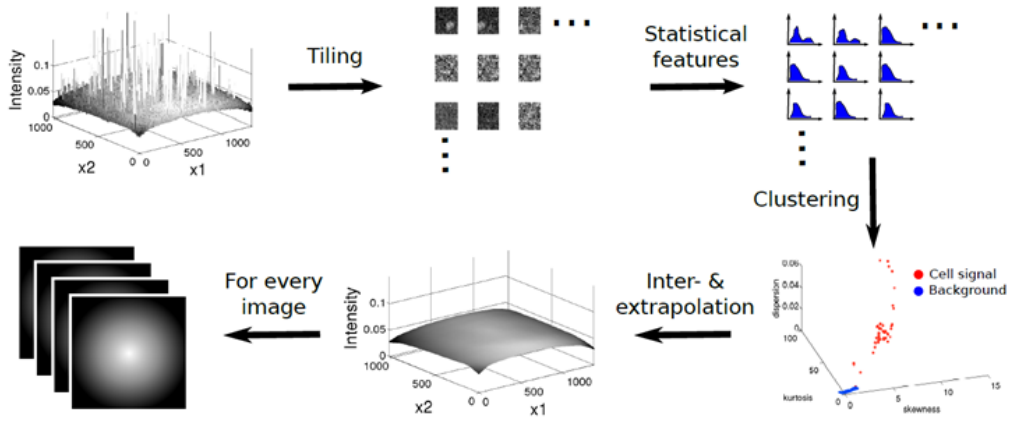 Tiling
Statistical
features
Intensity
0.1
0.05
0
1000
500
0
x2
0
500
1000
x1
Clustering
For every
image
Intensity
0.1
0.05
0
1000
500
0
x2
0
500
1000
x1
Inter- &
extrapolation
dispersion
0.06
0.04
0.02
0
100
50
0
kurtosis
0
5
10
15
skewness
Cell signal
Background